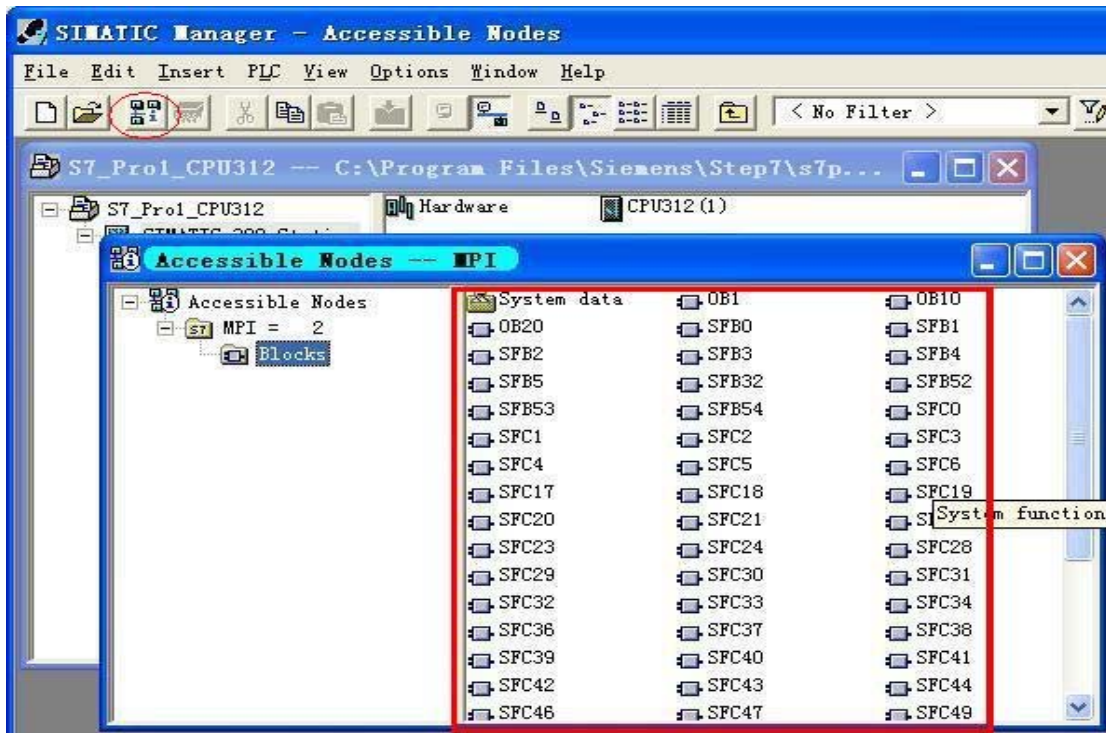 SIMATIC Manager - Accessible Nodes
File Edit Insert PLC View Options Window Help
< No Filter >
S7_Pro1_CPU312 -- C:\Program Files\Siemens\Step7\s7p...
S7_Pro1_CPU312
Hardware CPU312(1)
Accessible Nodes -- MPI
Accessible Nodes
MPI = 2
Blocks
System data OB1 OB10
OB20 SFB0 SFB1
SFB2 SFB3 SFB4
SFB5 SFB32 SFB52
SFB53 SFB54 SFC0
SFC1 SFC2 SFC3
SFC4 SFC5 SFC6
SFC17 SFC18 SFC19
SFC20 SFC21
System function
SFC23 SFC24 SFC28
SFC29 SFC30 SFC31
SFC32 SFC33 SFC34
SFC36 SFC37 SFC38
SFC39 SFC40 SFC41
SFC42 SFC43 SFC44
SFC46 SFC47 SFC49